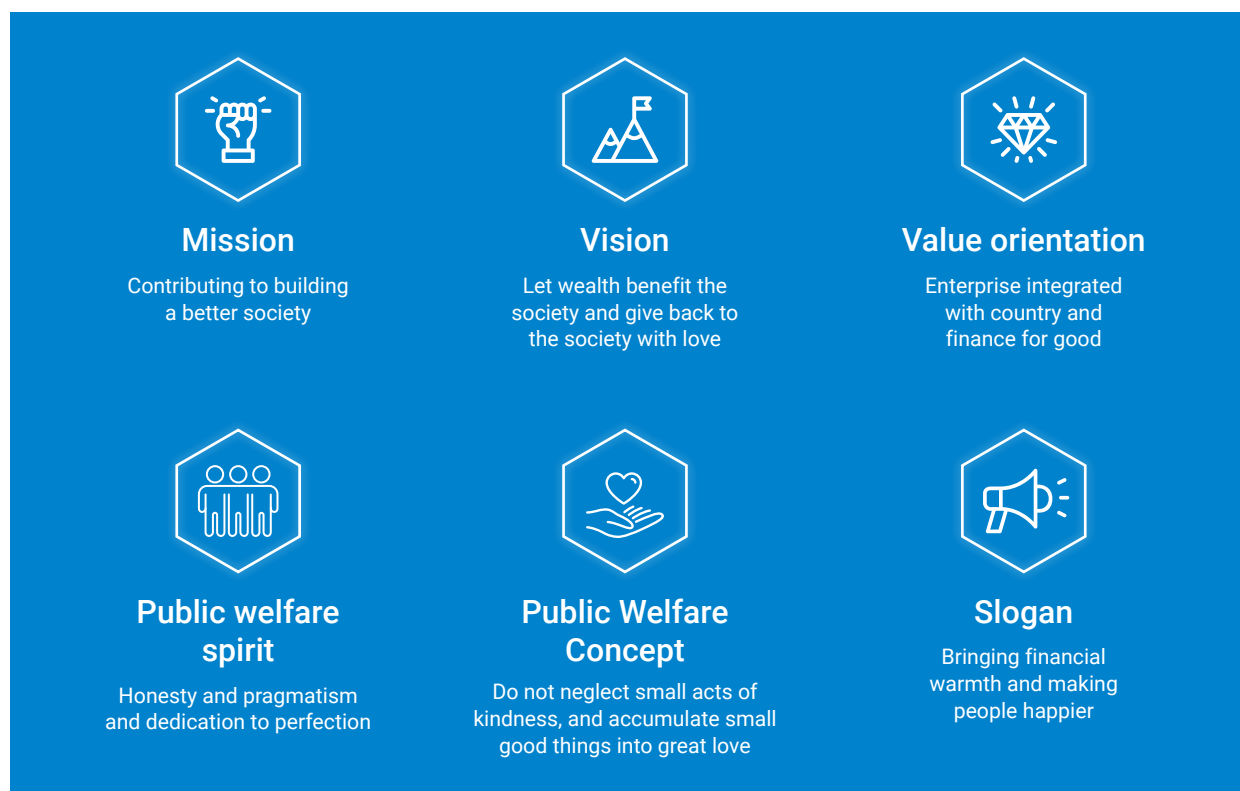 Mission
Contributing to building
a better society
Vision
Let wealth benefit the
society and give back to
the society with love
Value orientation
Enterprise integrated
with country and
finance for good
Public welfare
spirit
Honesty and pragmatism
and dedication to perfection
Public Welfare
Concept
Do not neglect small acts of
kindness, and accumulate small
good things into great love
Slogan
Bringing financial
warmth and making
people happier